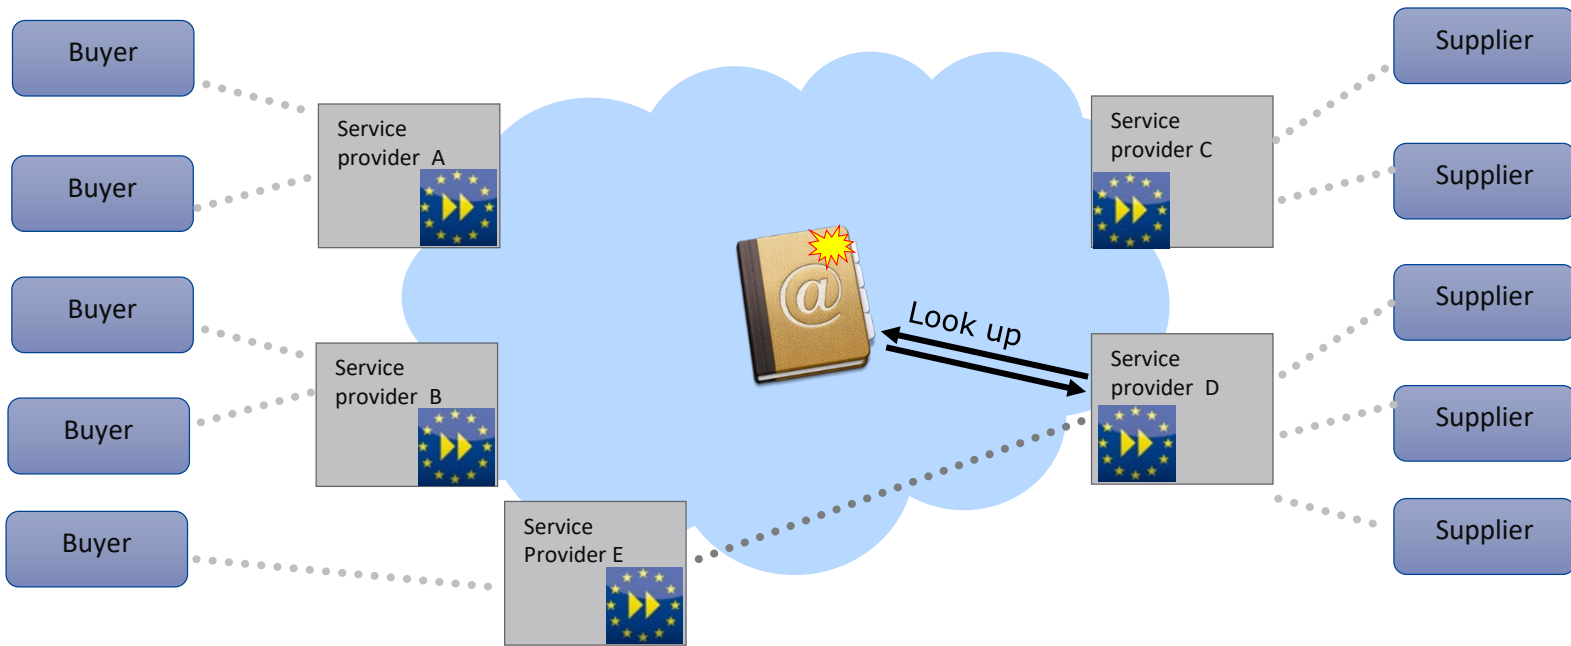 Buyer
Buyer
Buyer
Buyer
Buyer
Service
provider  A
Service
provider  B
Service
Provider E
@
Look up
Service
provider C
Service
provider  D
Supplier
Supplier
Supplier
Supplier
Supplier